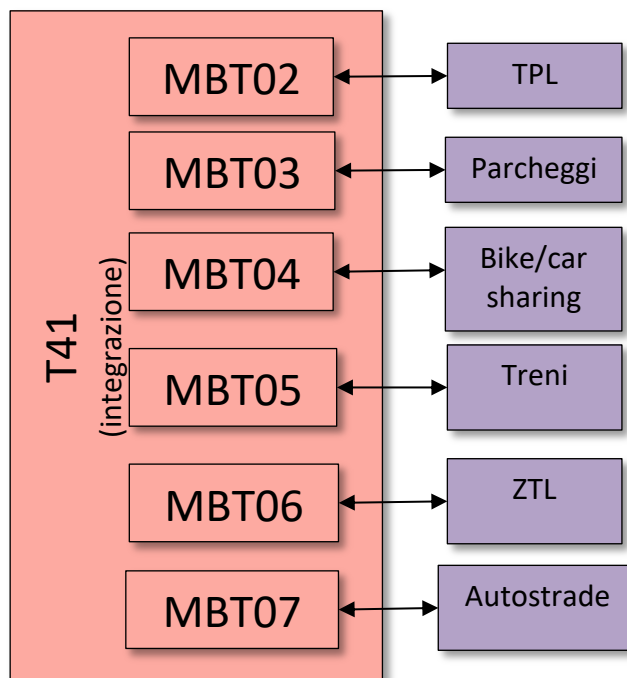 T41
(integrazione)
MBT02
TPL
MBT03
Parcheggi
MBT04
Bike/car
sharing
MBT05
Treni
MBT06
ZTL
MBT07
Autostrade